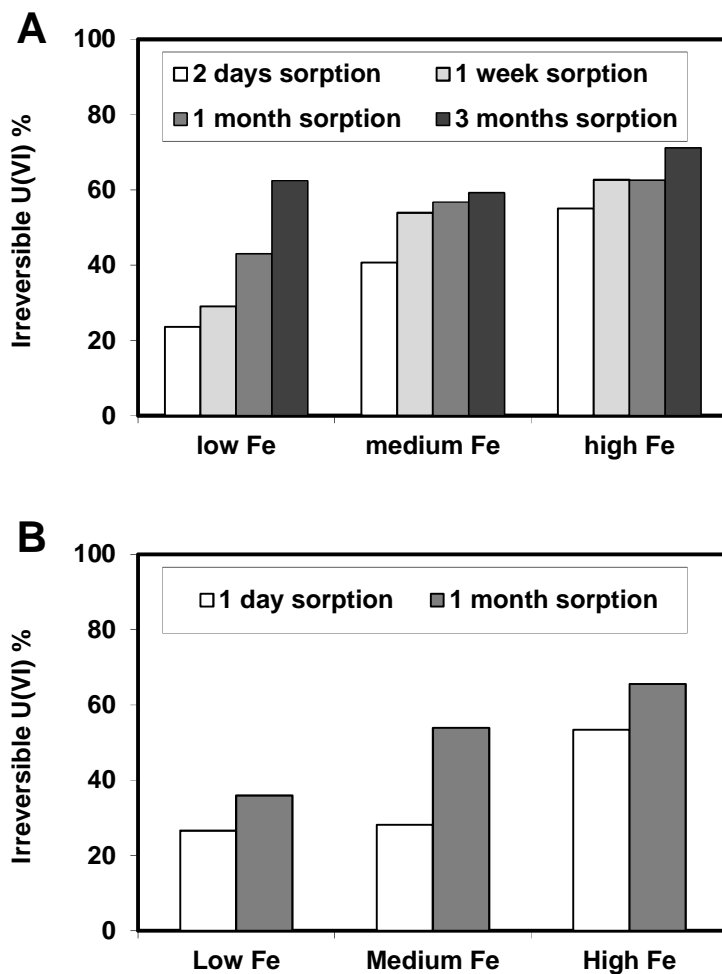 A
100
80
60
40
20
0
Irreversible U(VI) %
2 days sorption 1 week sorption
1 month sorption 3 months sorption
low Fe medium Fe high Fe
B
100
80
60
40
20
0
Irreversible U(VI) %
1 day sorption 1 month sorption
Low Fe Medium Fe High Fe